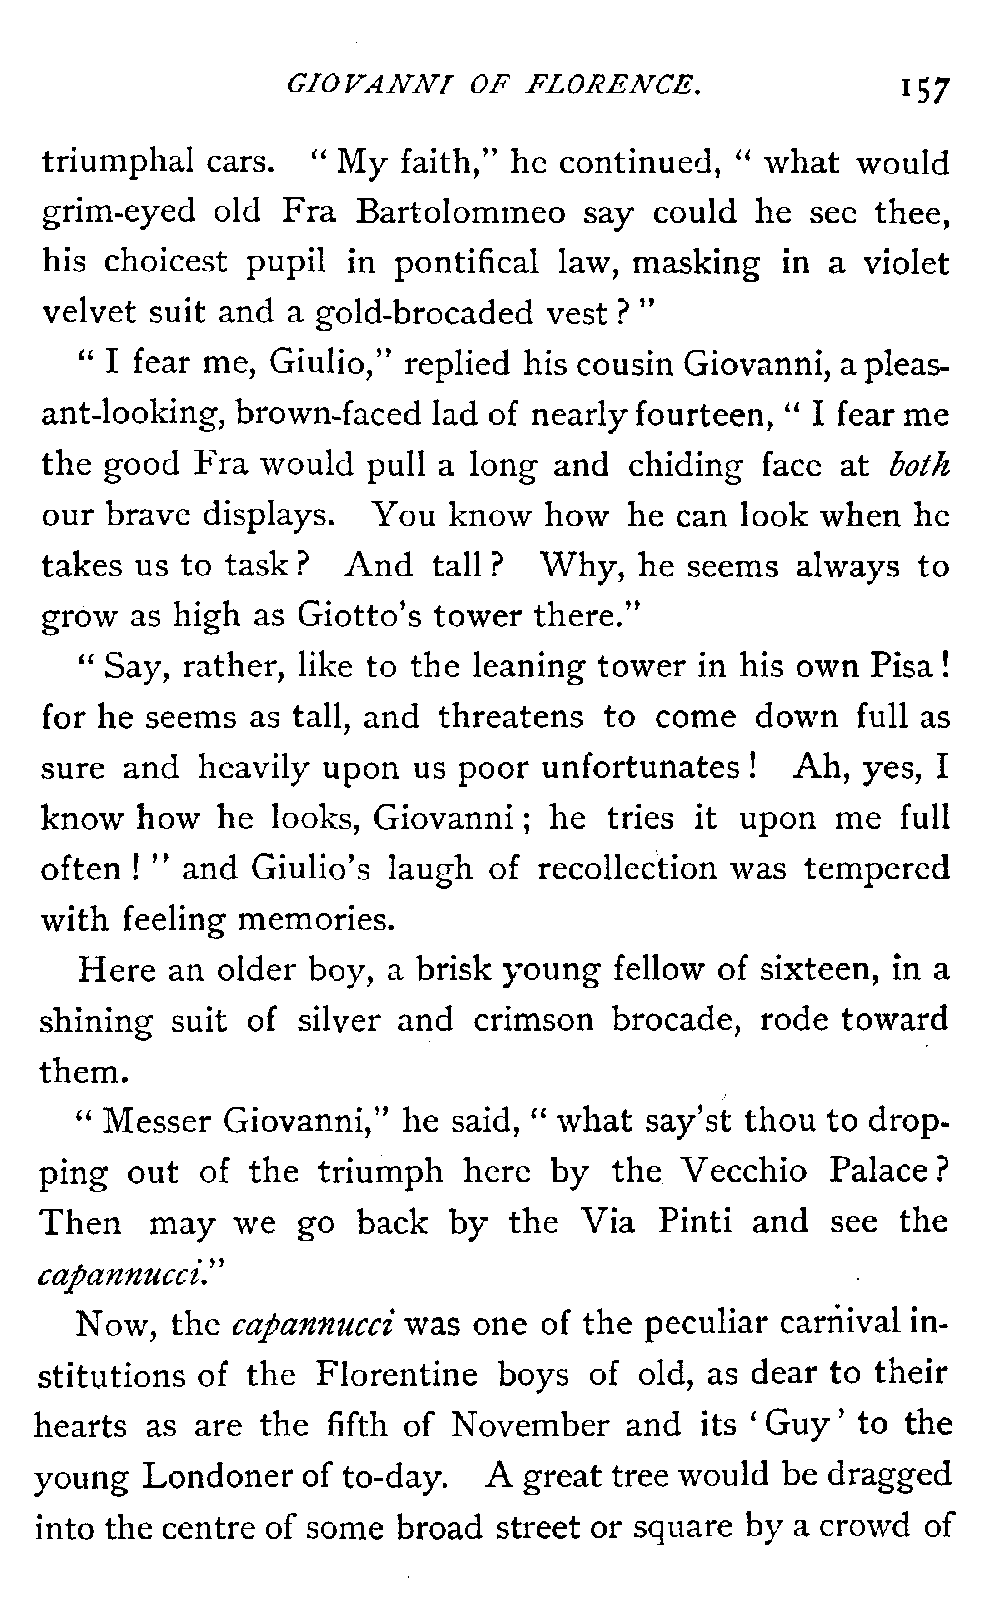 GIOVANNI OF FLORENCE. 157
triumphal cars. “ My faith,” he continued, “ what would
grim-eyed old Fra Bartolommeo say could he see thee,
his choicest pupil in pontifical law, masking in a violet
velvet suit and a gold-brocaded vest ? ”
“ I fear me, Giulio,” replied his cousin Giovanni, a pleas-
ant-looking, brown-faced lad of nearly fourteen, “ I fear me
the good Fra would pull a long and chiding face at both
our brave displays. You know how he can look when he
takes us to task ? And tall ? Why, he seems always to
grow as high as Giotto’s tower there.”
“ Say, rather, like to the leaning tower in his own Pisa !
for he seems as tall, and threatens to come down full as
sure and heavily upon us poor unfortunates ! Ah, yes, I
know how he looks, Giovanni ; he tries it upon me full
often ! ” and Giulio’s laugh of recollection was tempered
with feeling memories.
Here an older boy, a brisk young fellow of sixteen, in a
shining suit of silver and crimson brocade, rode toward
them.
“ Messer Giovanni,” he said, “ what say’st thou to drop-
ping out of the triumph here by the Vecchio Palace ?
Then may we go back by the Via Pinti and see the
capannucci.”
Now, the capannucci was one of the peculiar carnival in-
stitutions of the Florentine boys of old, as dear to their
hearts as are the fifth of November and its ‘ Guy ’ to the
young Londoner of to-day. A great tree would be dragged
into the centre of some broad street or square by a crowd of